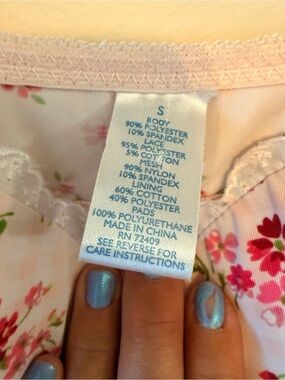 S
BODY
90% POLYESTER
10% SPANDEX
LACE
95% POLYESTER
5% COTTON
MESH
90% NYLON
10% SPANDEX
LINING
60% COTTON
40% POLYESTER
PADS
100% POLYURETHANE
MADE IN CHINA
RN 72409
SEE REVERSE FOR
CARE INSTRUCTIONS